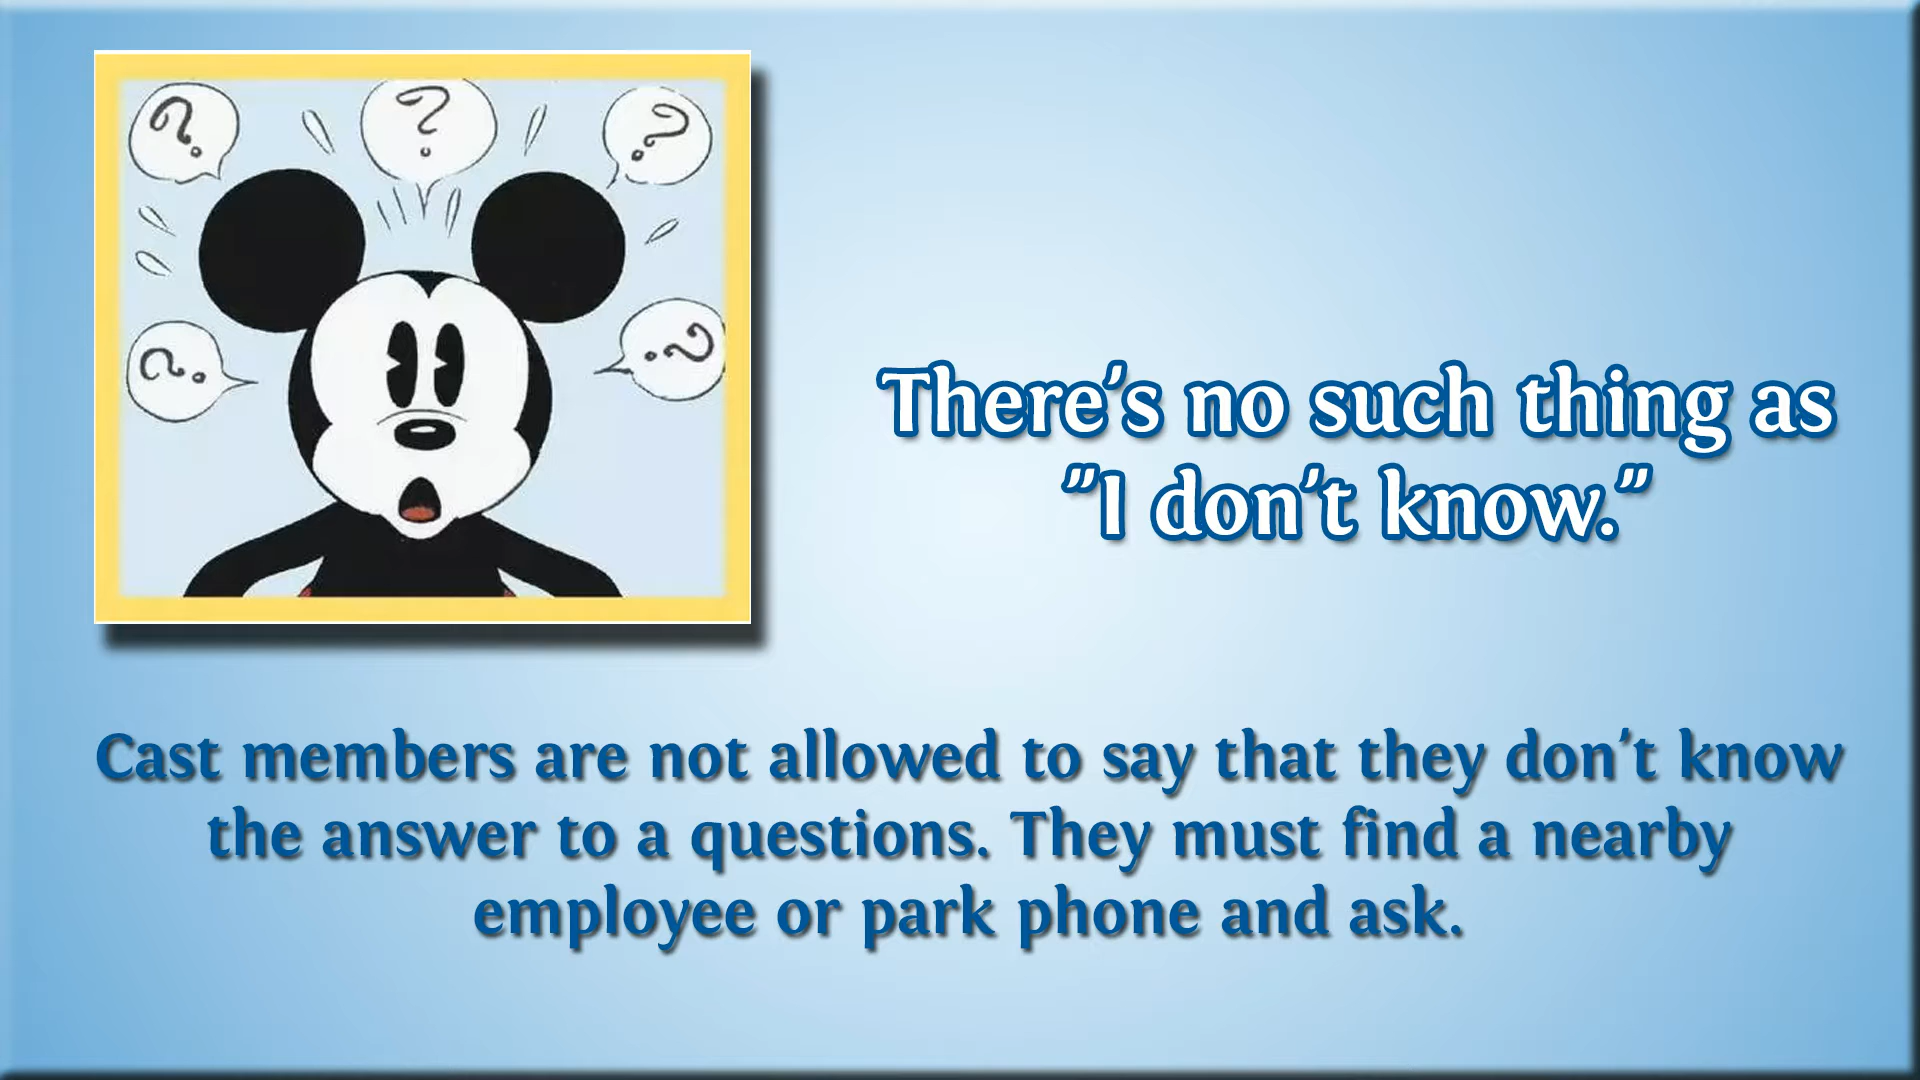 ? ? ?
? ?
There's no such thing as
"I don't know."
Cast members are not allowed to say that they don't know
the answer to a questions. They must find a nearby
employee or park phone and ask.